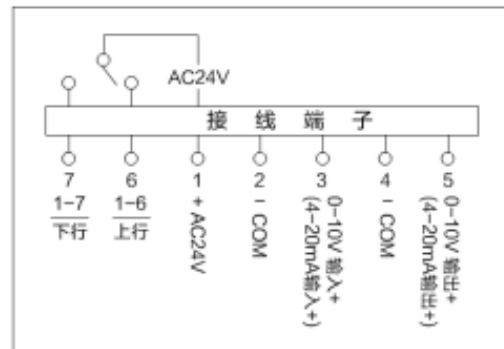 AC24V
接线端子
7
1-7
下行
6
1-6
上行
1
+ AC24V
2
- COM
3
0-10V 输入+
(4-20mA输入+)
4
- COM
5
0-10V 输出+
(4-20mA输出+)